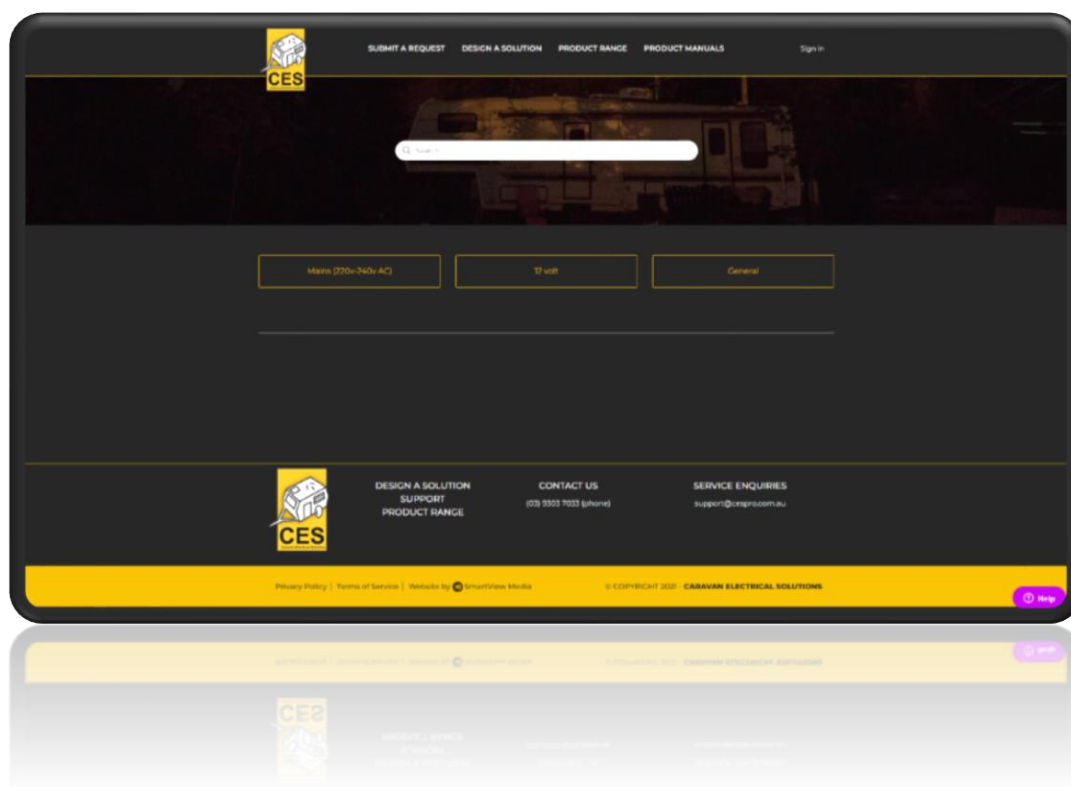 CES
SUBMIT A REQUEST DESIGN A SOLUTION PRODUCT RANGE PRODUCT MANUALS Sign in
Search
Mains (220v-240v AC) 12 volt General
CES
DESIGN A SOLUTION
SUPPORT
PRODUCT RANGE
CONTACT US
(03) 9303 7033 (phone)
SERVICE ENQUIRIES
support@cespro.com.au
Privacy Policy | Terms of Service | Website by SmartView Media
© COPYRIGHT 2021 - CARAVAN ELECTRICAL SOLUTIONS
Help